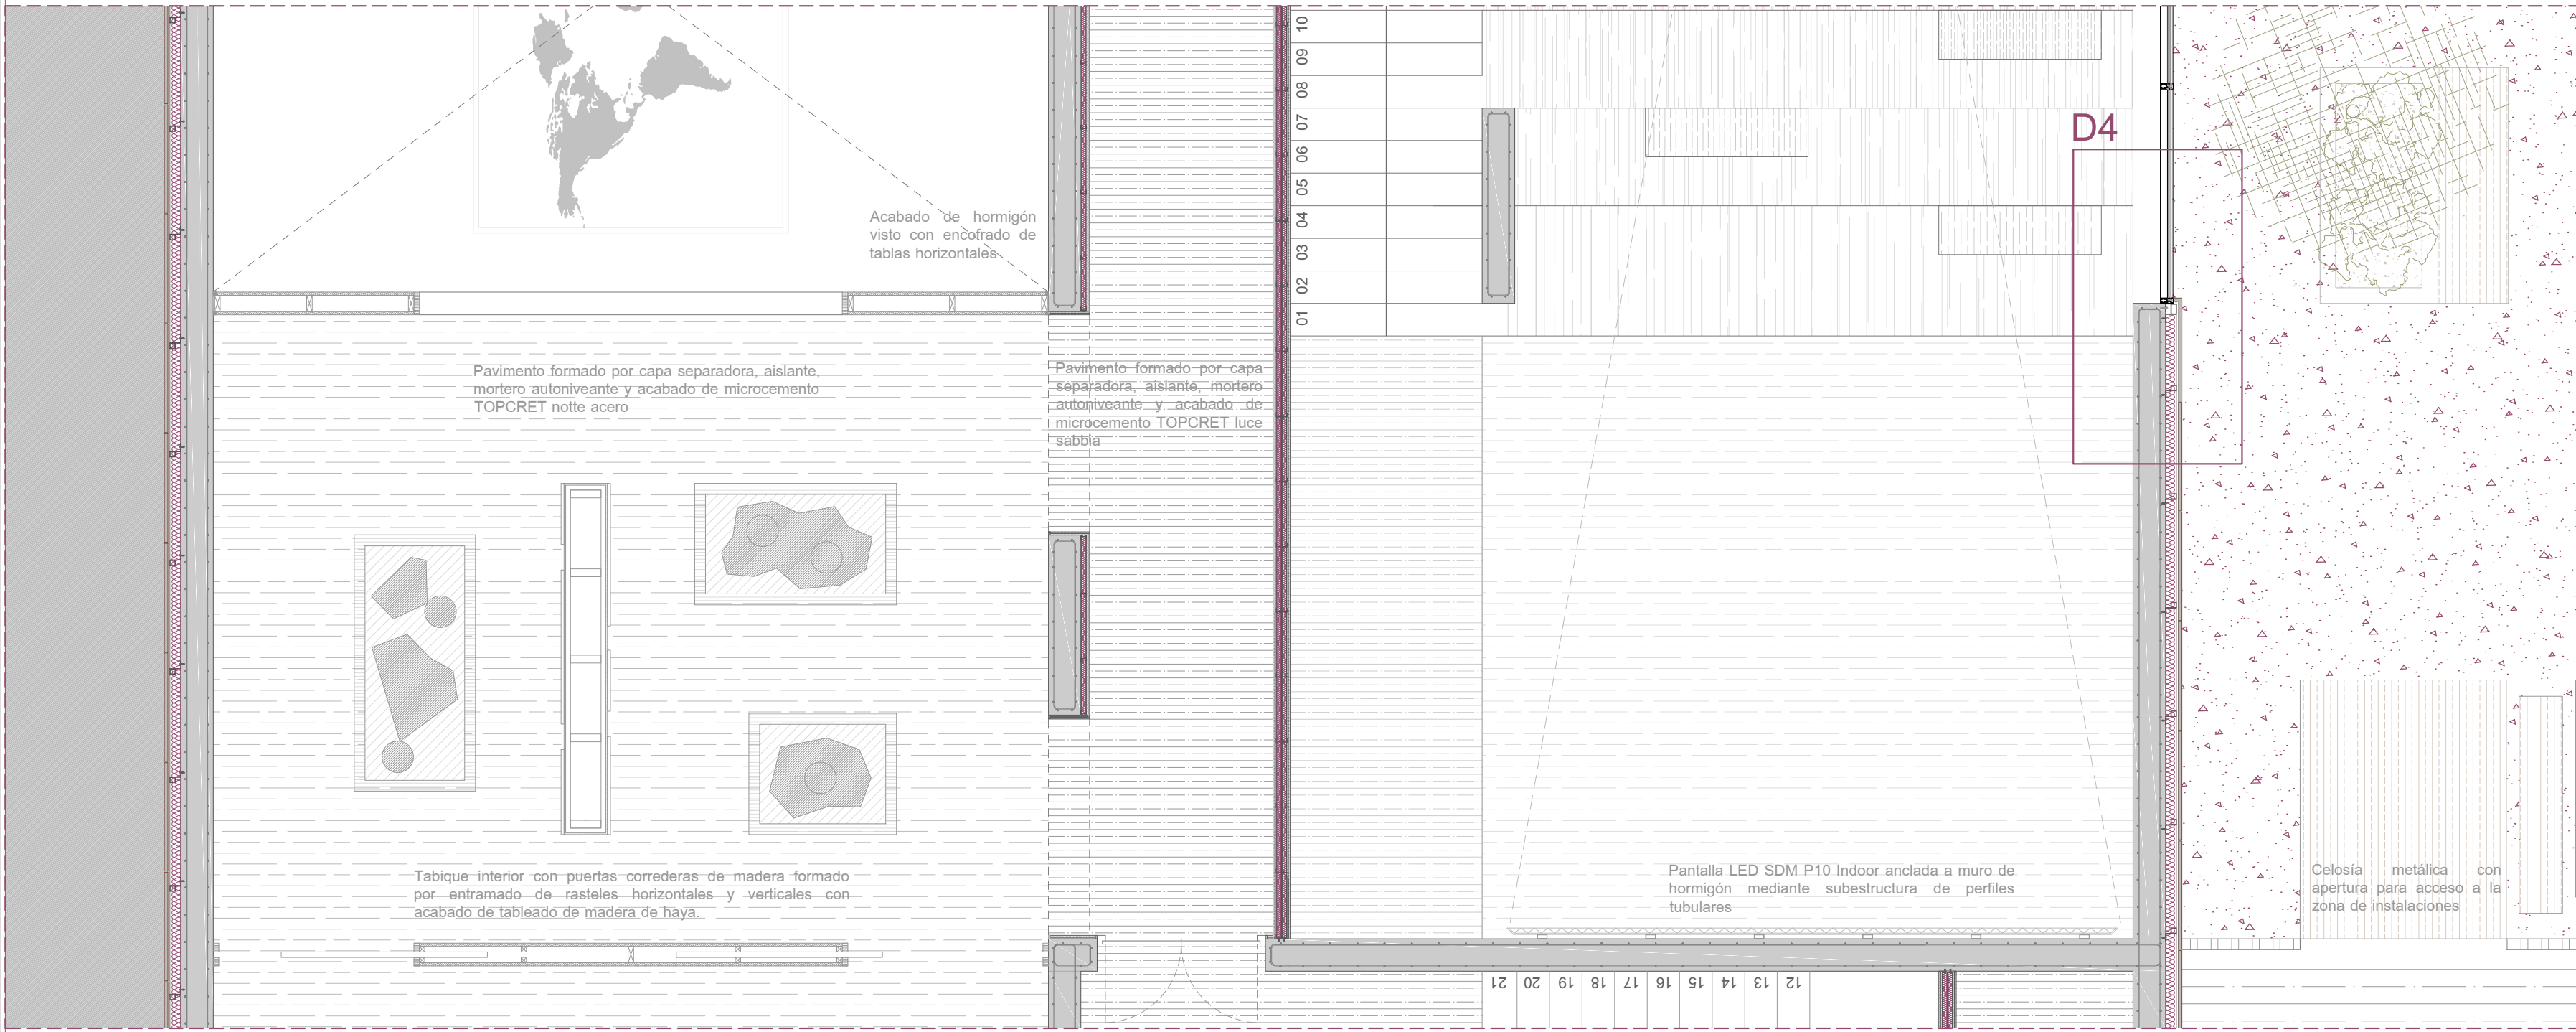 10
09
08
07
06
05
04
03
02
01
D4
Acabado de hormigón
visto con encofrado de
tablas horizontales
Pavimento formado por capa separadora, aislante,
mortero autoniveante y acabado de microcemento
TOPCRET notte acero
Pavimento formado por capa
separadora, aislante, mortero
autoniveante y acabado de
microcemento TOPCRET luce
sabbia
Tabique interior con puertas correderas de madera formado
por entramado de rasteles horizontales y verticales con
acabado de tableado de madera de haya.
Pantalla LED SDM P10 Indoor anclada a muro de
hormigón mediante subestructura de perfiles
tubulares
Celosía metálica con
apertura para acceso a la
zona de instalaciones
21 20 19 18 17 16 15 14 13 12